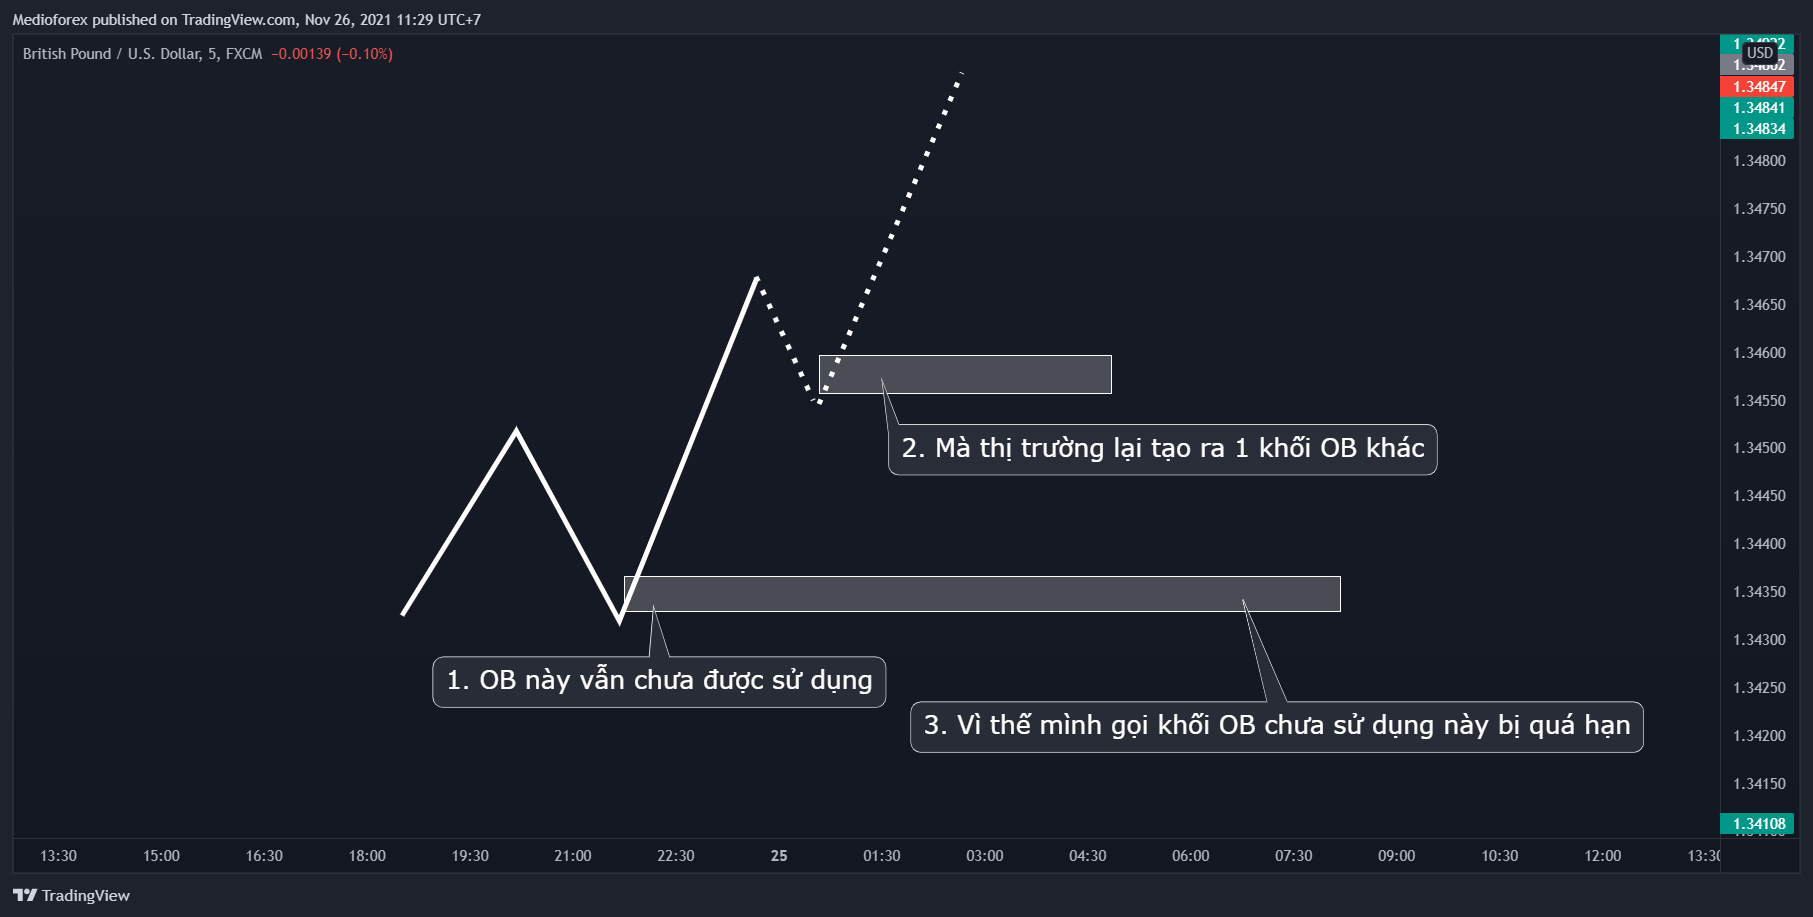 Medioforex published on TradingView.com, Nov 26, 2021 11:29 UTC+7
British Pound / U.S. Dollar, 5, FXCM −0.00139 (−0.10%)
USD
1.34847
1.34841
1.34834
1.34800
1.34750
1.34700
1.34650
1.34600
1.34550
1.34500
1.34450
1.34400
1.34350
1.34300
1.34250
1.34200
1.34150
1.34108
2. Mà thị trường lại tạo ra 1 khối OB khác
1. OB này vẫn chưa được sử dụng
3. Vì thế mình gọi khối OB chưa sử dụng này bị quá hạn
13:30 15:00 16:30 18:00 19:30 21:00 22:30 25 01:30 03:00 04:30 06:00 07:30 09:00 10:30 12:00
TradingView